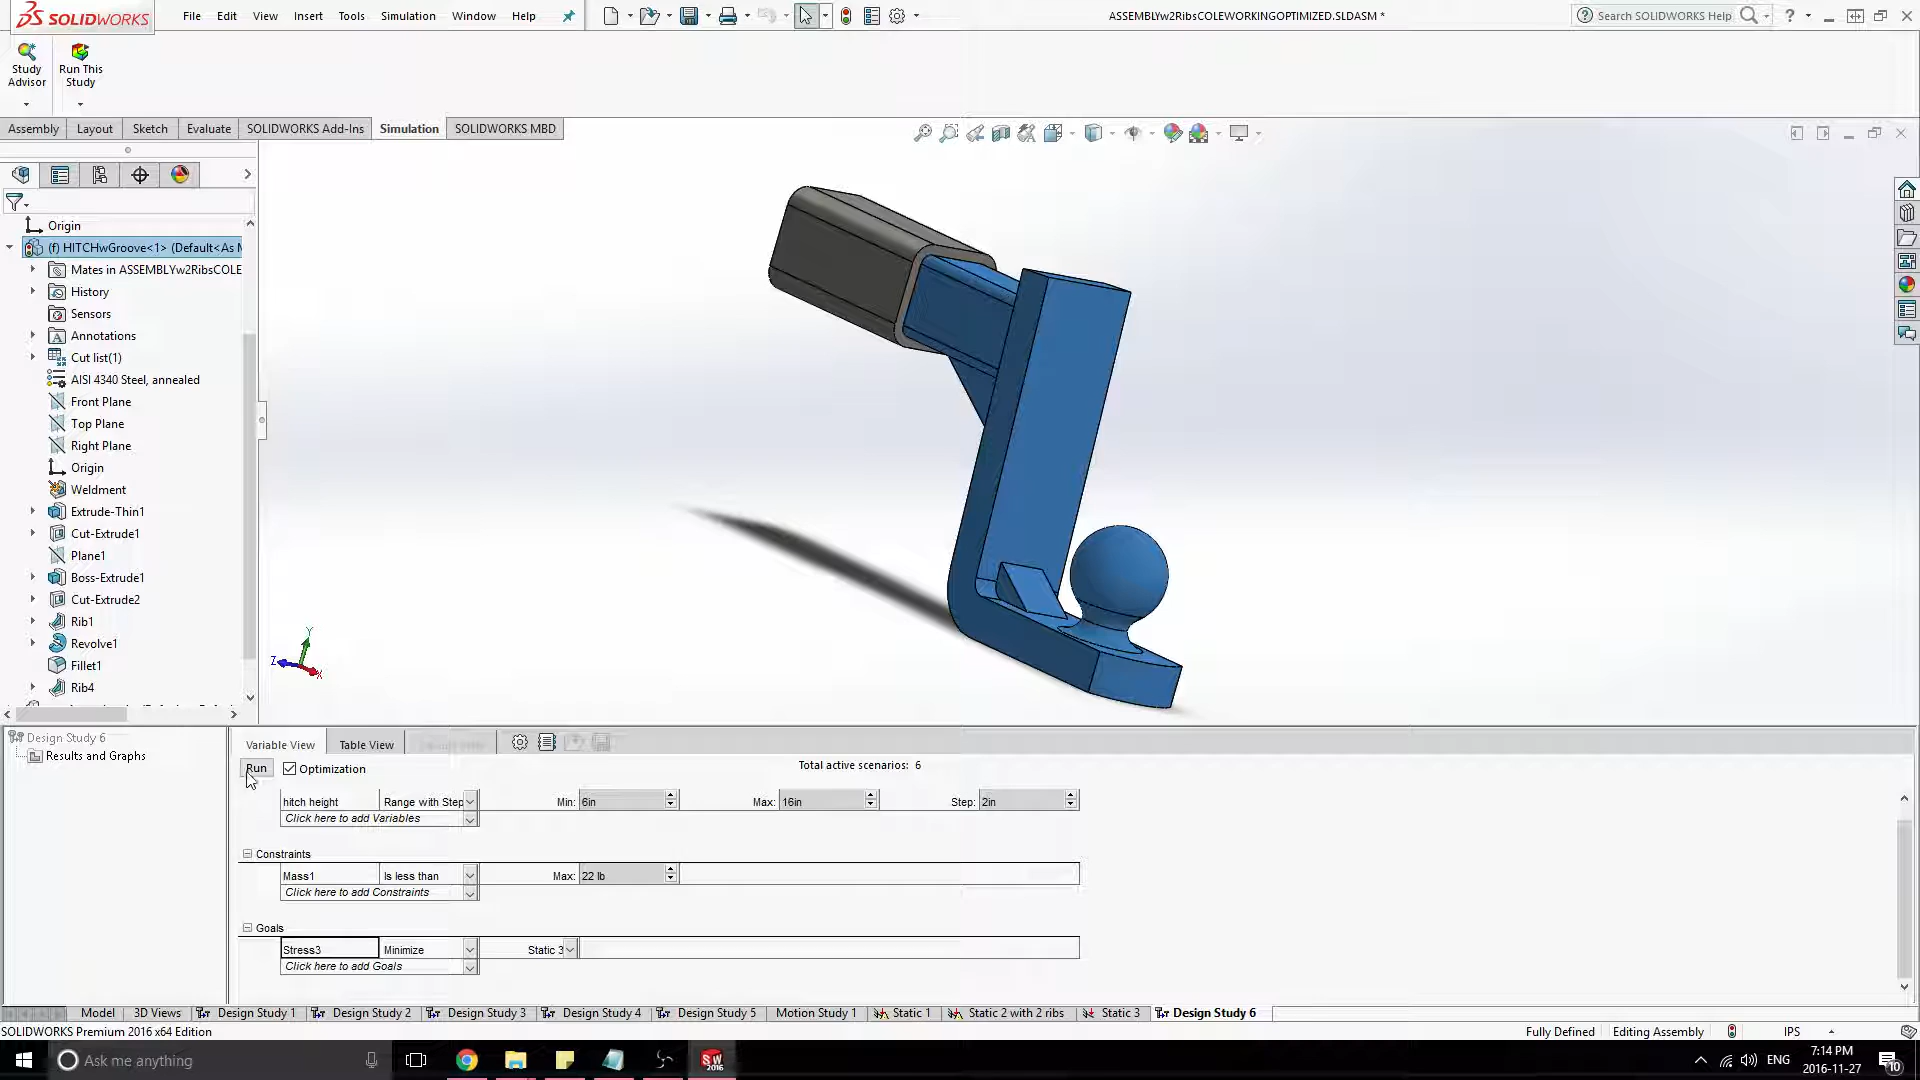 SOLIDWORKS File Edit View Insert Tools Simulation Window Help ASSEMBLYw2RibsCOLEWORKINGOPTIMIZED.SLDASM * Search SOLIDWORKS Help
Study Advisor
Run This Study
Assembly Layout Sketch Evaluate SOLIDWORKS Add-Ins Simulation SOLIDWORKS MBD
Origin
(f) HITCHwGroove<1> (Default<As M
Mates in ASSEMBLYw2RibsCOLE
History
Sensors
Annotations
Cut list(1)
AISI 4340 Steel, annealed
Front Plane
Top Plane
Right Plane
Origin
Weldment
Extrude-Thin1
Cut-Extrude1
Plane1
Boss-Extrude1
Cut-Extrude2
Rib1
Revolve1
Fillet1
Rib4
Y
Z
X
Design Study 6
Results and Graphs
Variable View Table View
Run Optimization Total active scenarios: 6
hitch height Range with Step Min: 6in Max: 16in Step: 2in
Click here to add Variables
Constraints
Mass1 Is less than Max: 22 lb
Click here to add Constraints
Goals
Stress3 Minimize Static 3
Click here to add Goals
Model 3D Views Design Study 1 Design Study 2 Design Study 3 Design Study 4 Design Study 5 Motion Study 1 Static 1 Static 2 with 2 ribs Static 3 Design Study 6
SOLIDWORKS Premium 2016 x64 Edition Fully Defined Editing Assembly IPS
Ask me anything ENG 7:14 PM
2016-11-27
10
SW 2016